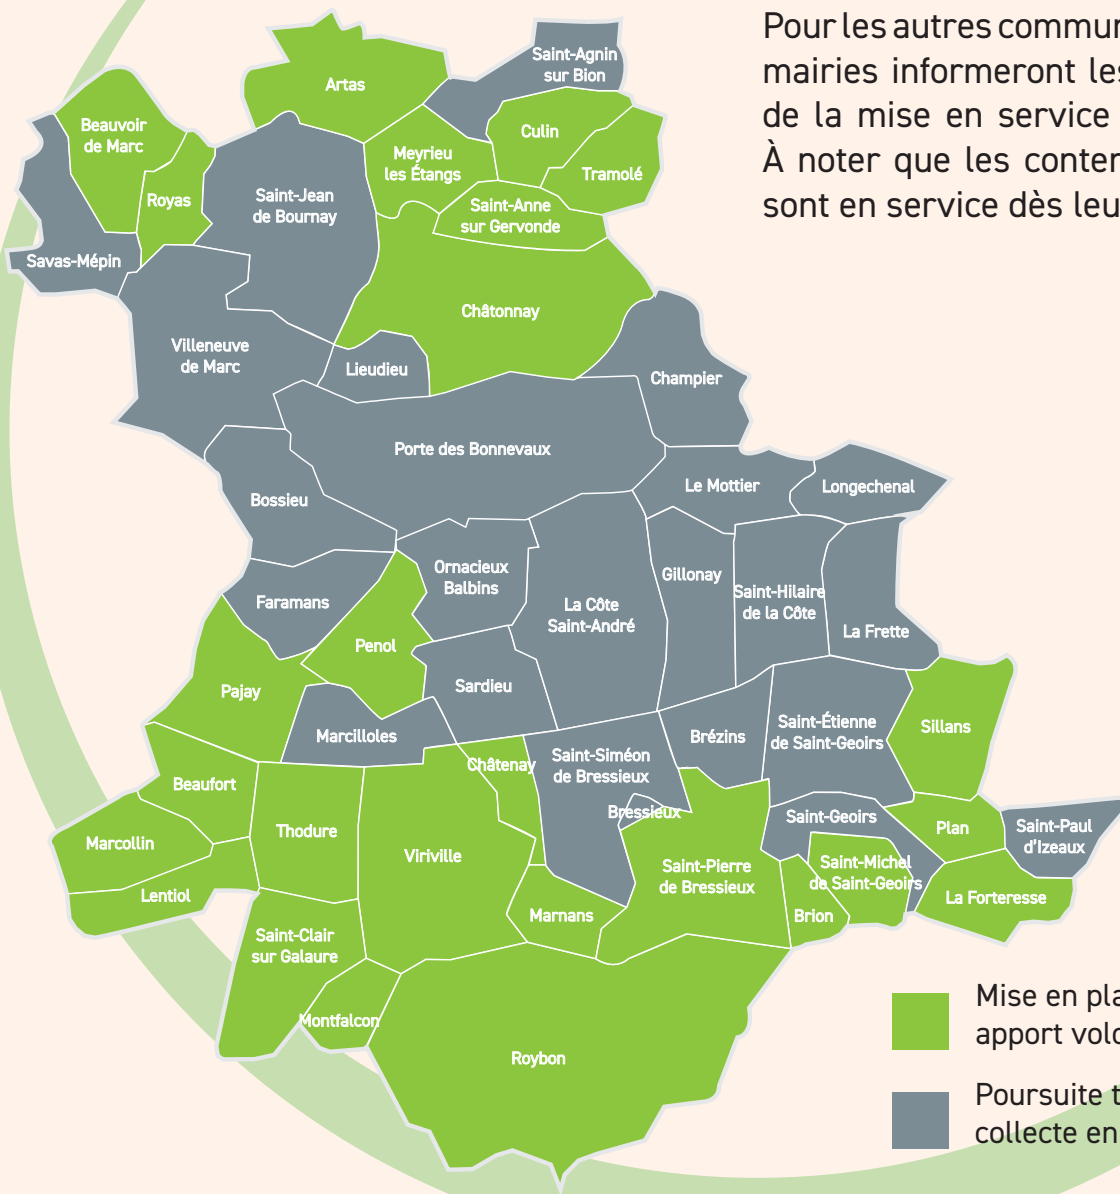 Pour les autres commun
mairies informeront les
de la mise en service
À noter que les conten
sont en service dès leu
Saint-Agnin
sur Bion
Artas
Beauvoir
de Marc
Culin
Meyrieu
les Étangs
Tramolé
Royas
Saint-Jean
de Bournay
Saint-Anne
sur Gervonde
Savas-Mépin
Châtonnay
Villeneuve
de Marc
Lieudieu
Champier
Porte des Bonnevaux
Le Mottier
Longechenal
Bossieu
Ornacieux
Balbins
Gillonay
Saint-Hilaire
de la Côte
Faramans
La Côte
Saint-André
La Frette
Penol
Pajay
Sardieu
Marcilloles
Saint-Étienne
de Saint-Geoirs
Sillans
Brézins
Châtenay
Saint-Siméon
de Bressieux
Beaufort
Bressieux
Saint-Geoirs
Plan
Saint-Paul
d'Izeaux
Marcollin
Thodure
Viriville
Saint-Pierre
de Bressieux
Saint-Michel
de Saint-Geoirs
Lentiol
La Forteresse
Marnans
Brion
Saint-Clair
sur Galaure
Montfalcon
Roybon
Mise en pla
apport volo
Poursuite t
collecte en